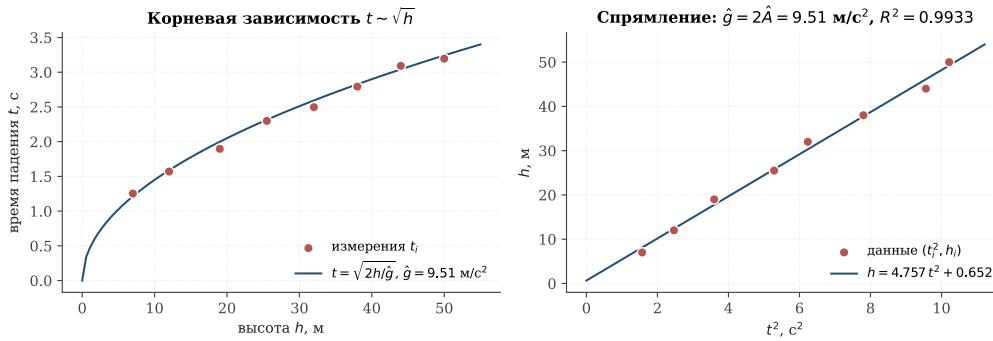 Корневая зависимость t ~ √h
время падения t, с
3.5
3.0
2.5
2.0
1.5
1.0
0.5
0.0
измерения tᵢ
t = √(2h/ĝ), ĝ = 9.51 м/с²
0 10 20 30 40 50
высота h, м
Спрямление: ĝ = 2Â = 9.51 м/с², R² = 0.9933
h, м
50
40
30
20
10
0
данные (tᵢ², hᵢ)
h = 4.757 t² + 0.652
0 2 4 6 8 10
t², с²